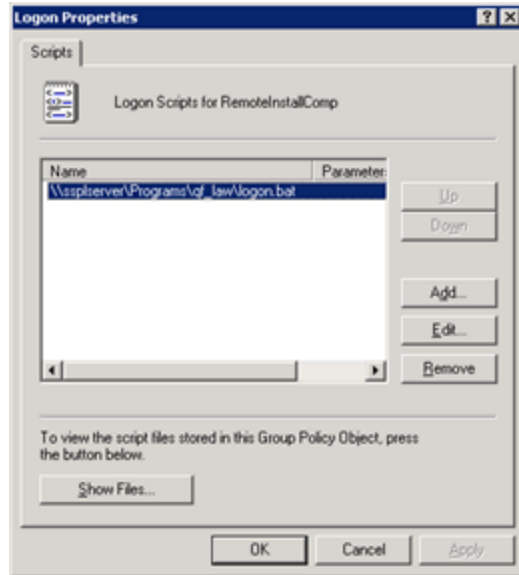 Logon Properties
Scripts
Logon Scripts for RemoteInstallComp
Name Parameter
\\ssplserver\Programs\qf_law\logon.bat
Up
Down
Add...
Edit...
Remove
To view the script files stored in this Group Policy Object, press
the button below.
Show Files...
OK Cancel Apply